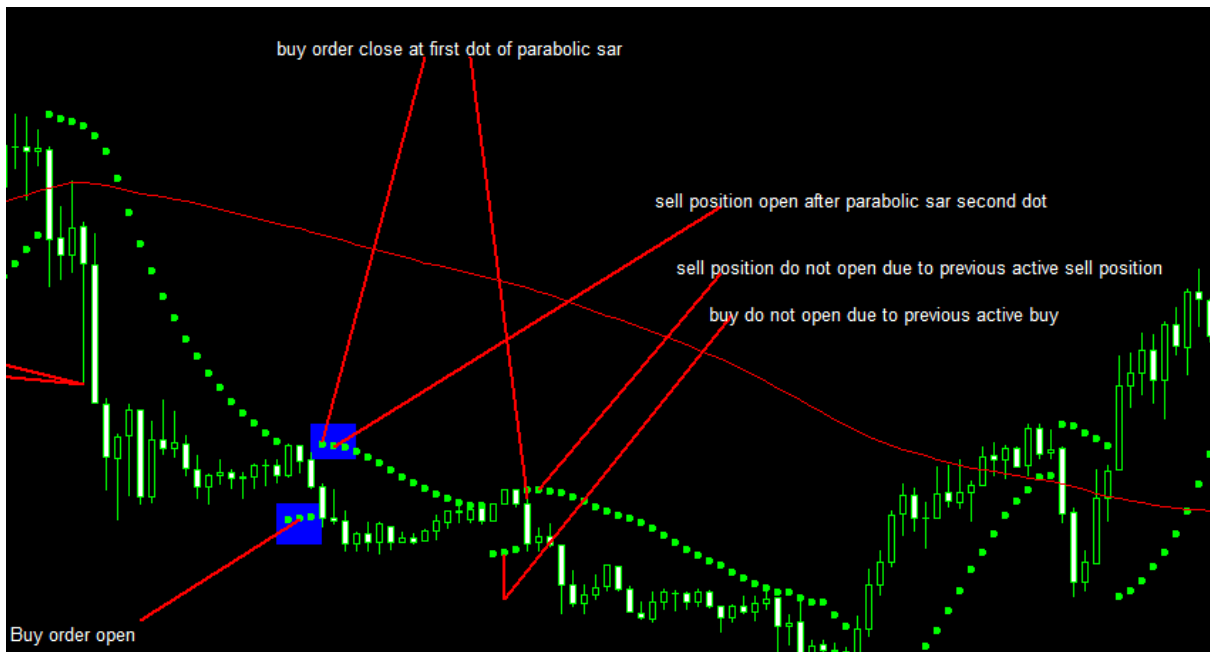 buy order close at first dot of parabolic sar
sell position open after parabolic sar second dot
sell position do not open due to previous active sell position
buy do not open due to previous active buy
Buy order open